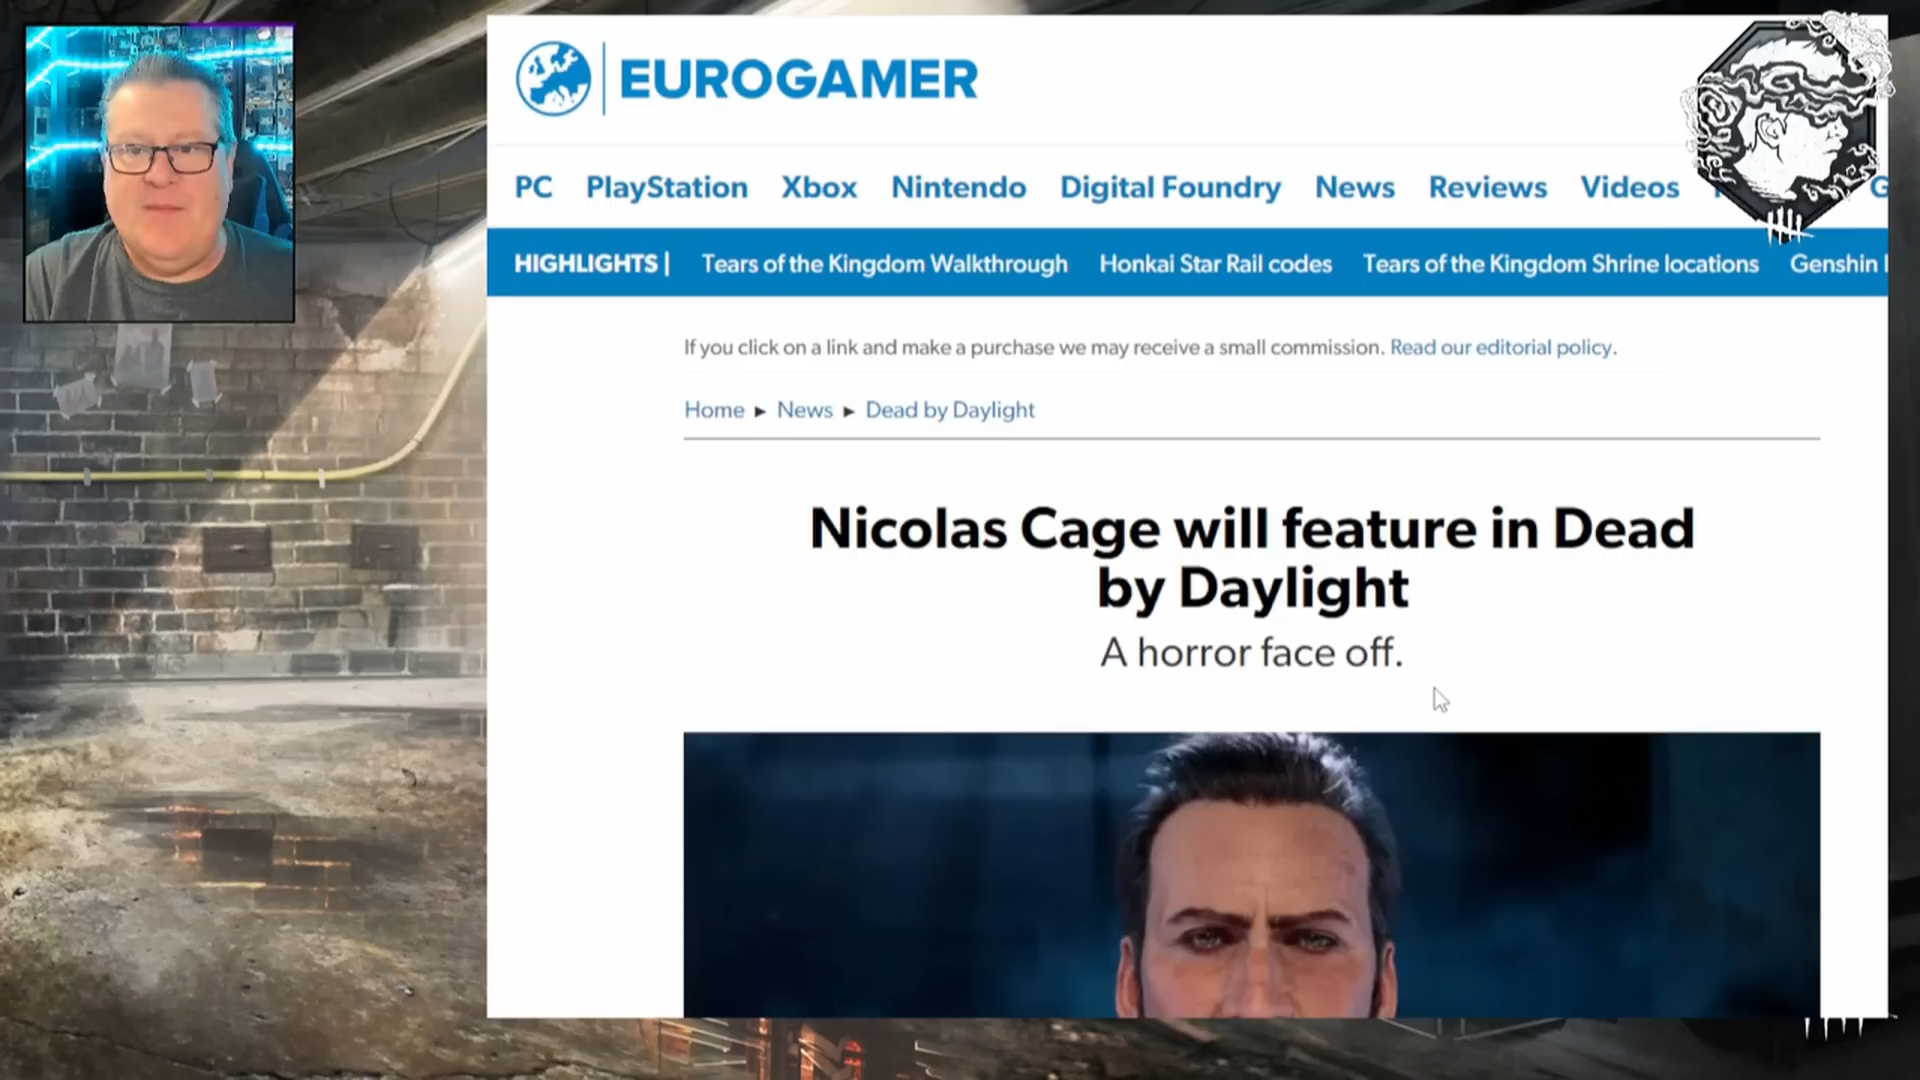 EUROGAMER
PC PlayStation Xbox Nintendo Digital Foundry News Reviews Videos
HIGHLIGHTS | Tears of the Kingdom Walkthrough Honkai Star Rail codes Tears of the Kingdom Shrine locations Genshin
If you click on a link and make a purchase we may receive a small commission. Read our editorial policy.
Home ▸ News ▸ Dead by Daylight
Nicolas Cage will feature in Dead
by Daylight
A horror face off.